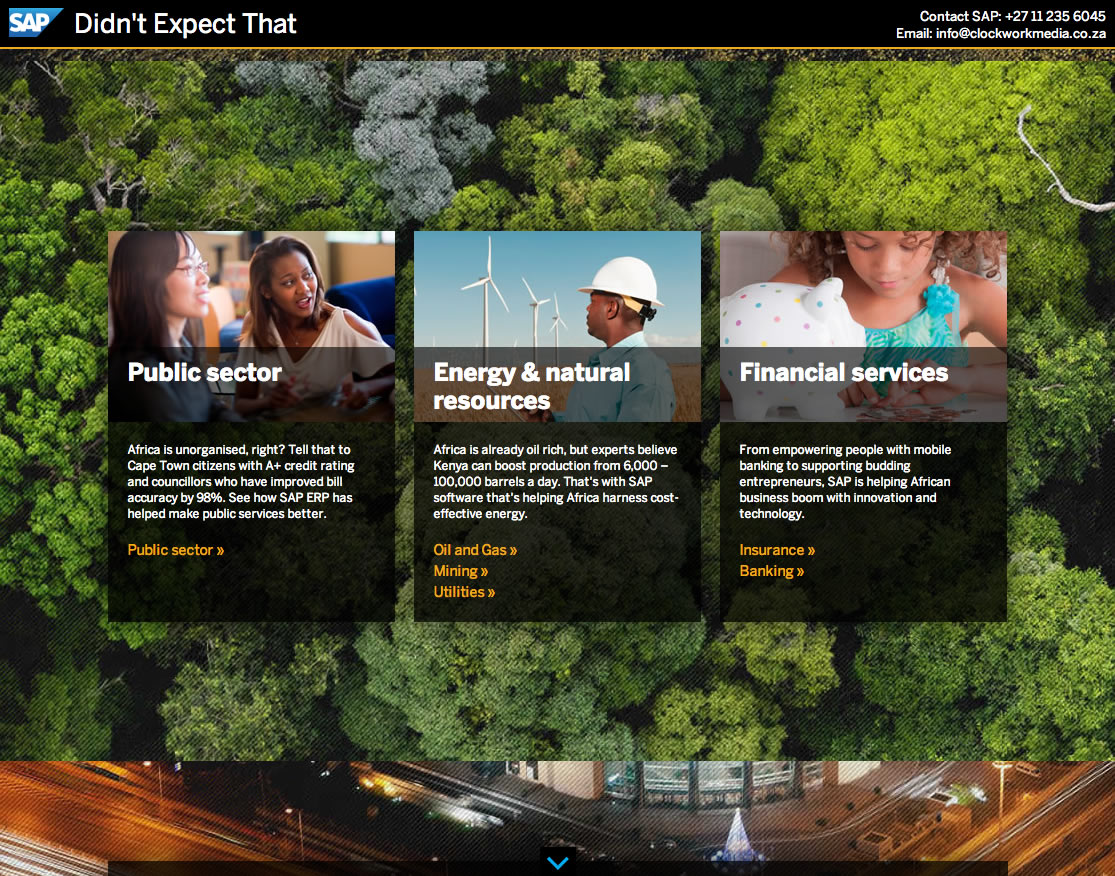 SAP Didn't Expect That
Contact SAP: +27 11 235 6045
Email: info@clockworkmedia.co.za
Public sector
Africa is unorganised, right? Tell that to
Cape Town citizens with A+ credit rating
and councillors who have improved bill
accuracy by 98%. See how SAP ERP has
helped make public services better.
Public sector »
Energy & natural
resources
Africa is already oil rich, but experts believe
Kenya can boost production from 6,000 –
100,000 barrels a day. That's with SAP
software that's helping Africa harness cost-
effective energy.
Oil and Gas »
Mining »
Utilities »
Financial services
From empowering people with mobile
banking to supporting budding
entrepreneurs, SAP is helping African
business boom with innovation and
technology.
Insurance »
Banking »